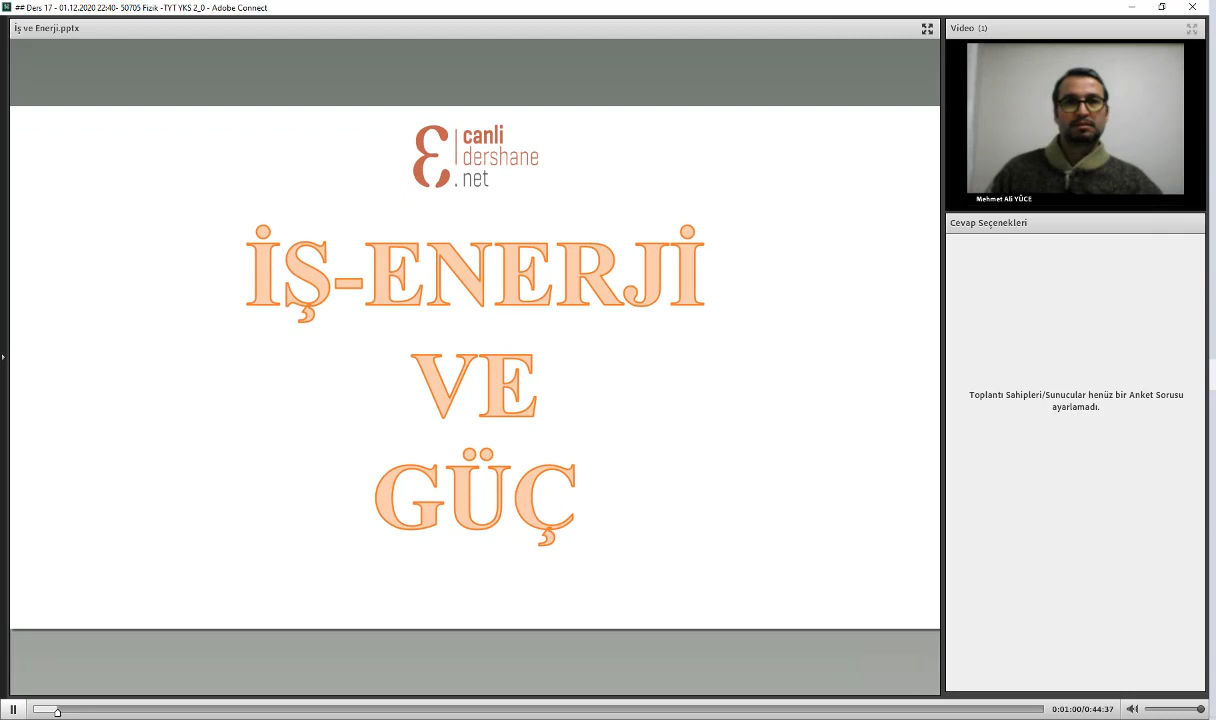 ## Ders 17 - 01.12.2020 22:40- 50705 Fizik -TYT YKS 2_0 - Adobe Connect
İş ve Enerji.pptx
canli
dershane
.net
İŞ-ENERJİ
VE
GÜÇ
Video (1)
Mehmet Ali YÜCE
Cevap Seçenekleri
Toplantı Sahipleri/Sunucular henüz bir Anket Sorusu
ayarlamadı.
0:01:00/0:44:37